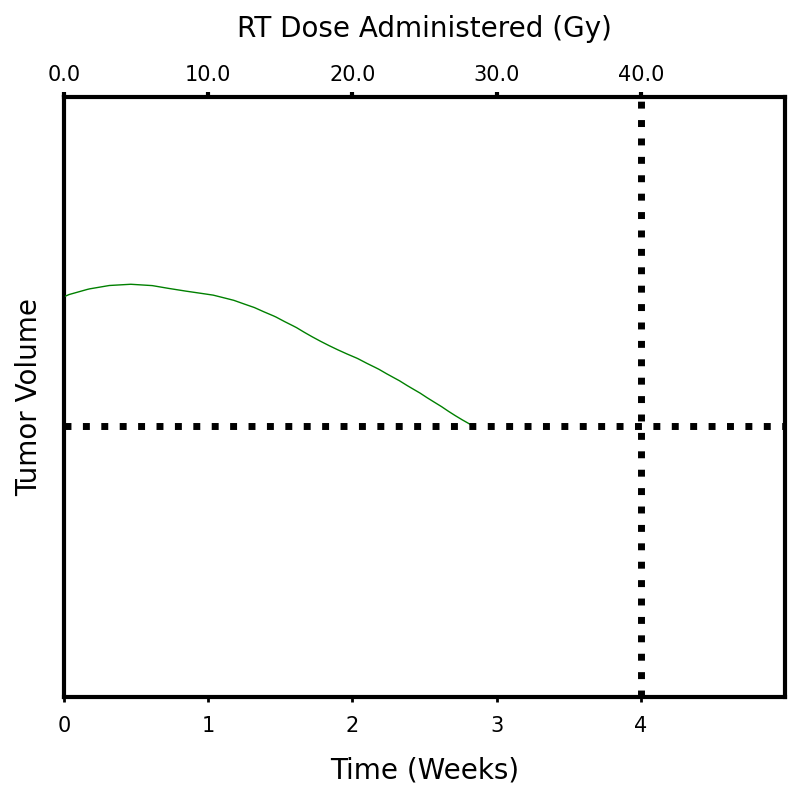 RT Dose Administered (Gy)
0.0 10.0 20.0 30.0 40.0
Tumor Volume
0 1 2 3 4
Time (Weeks)